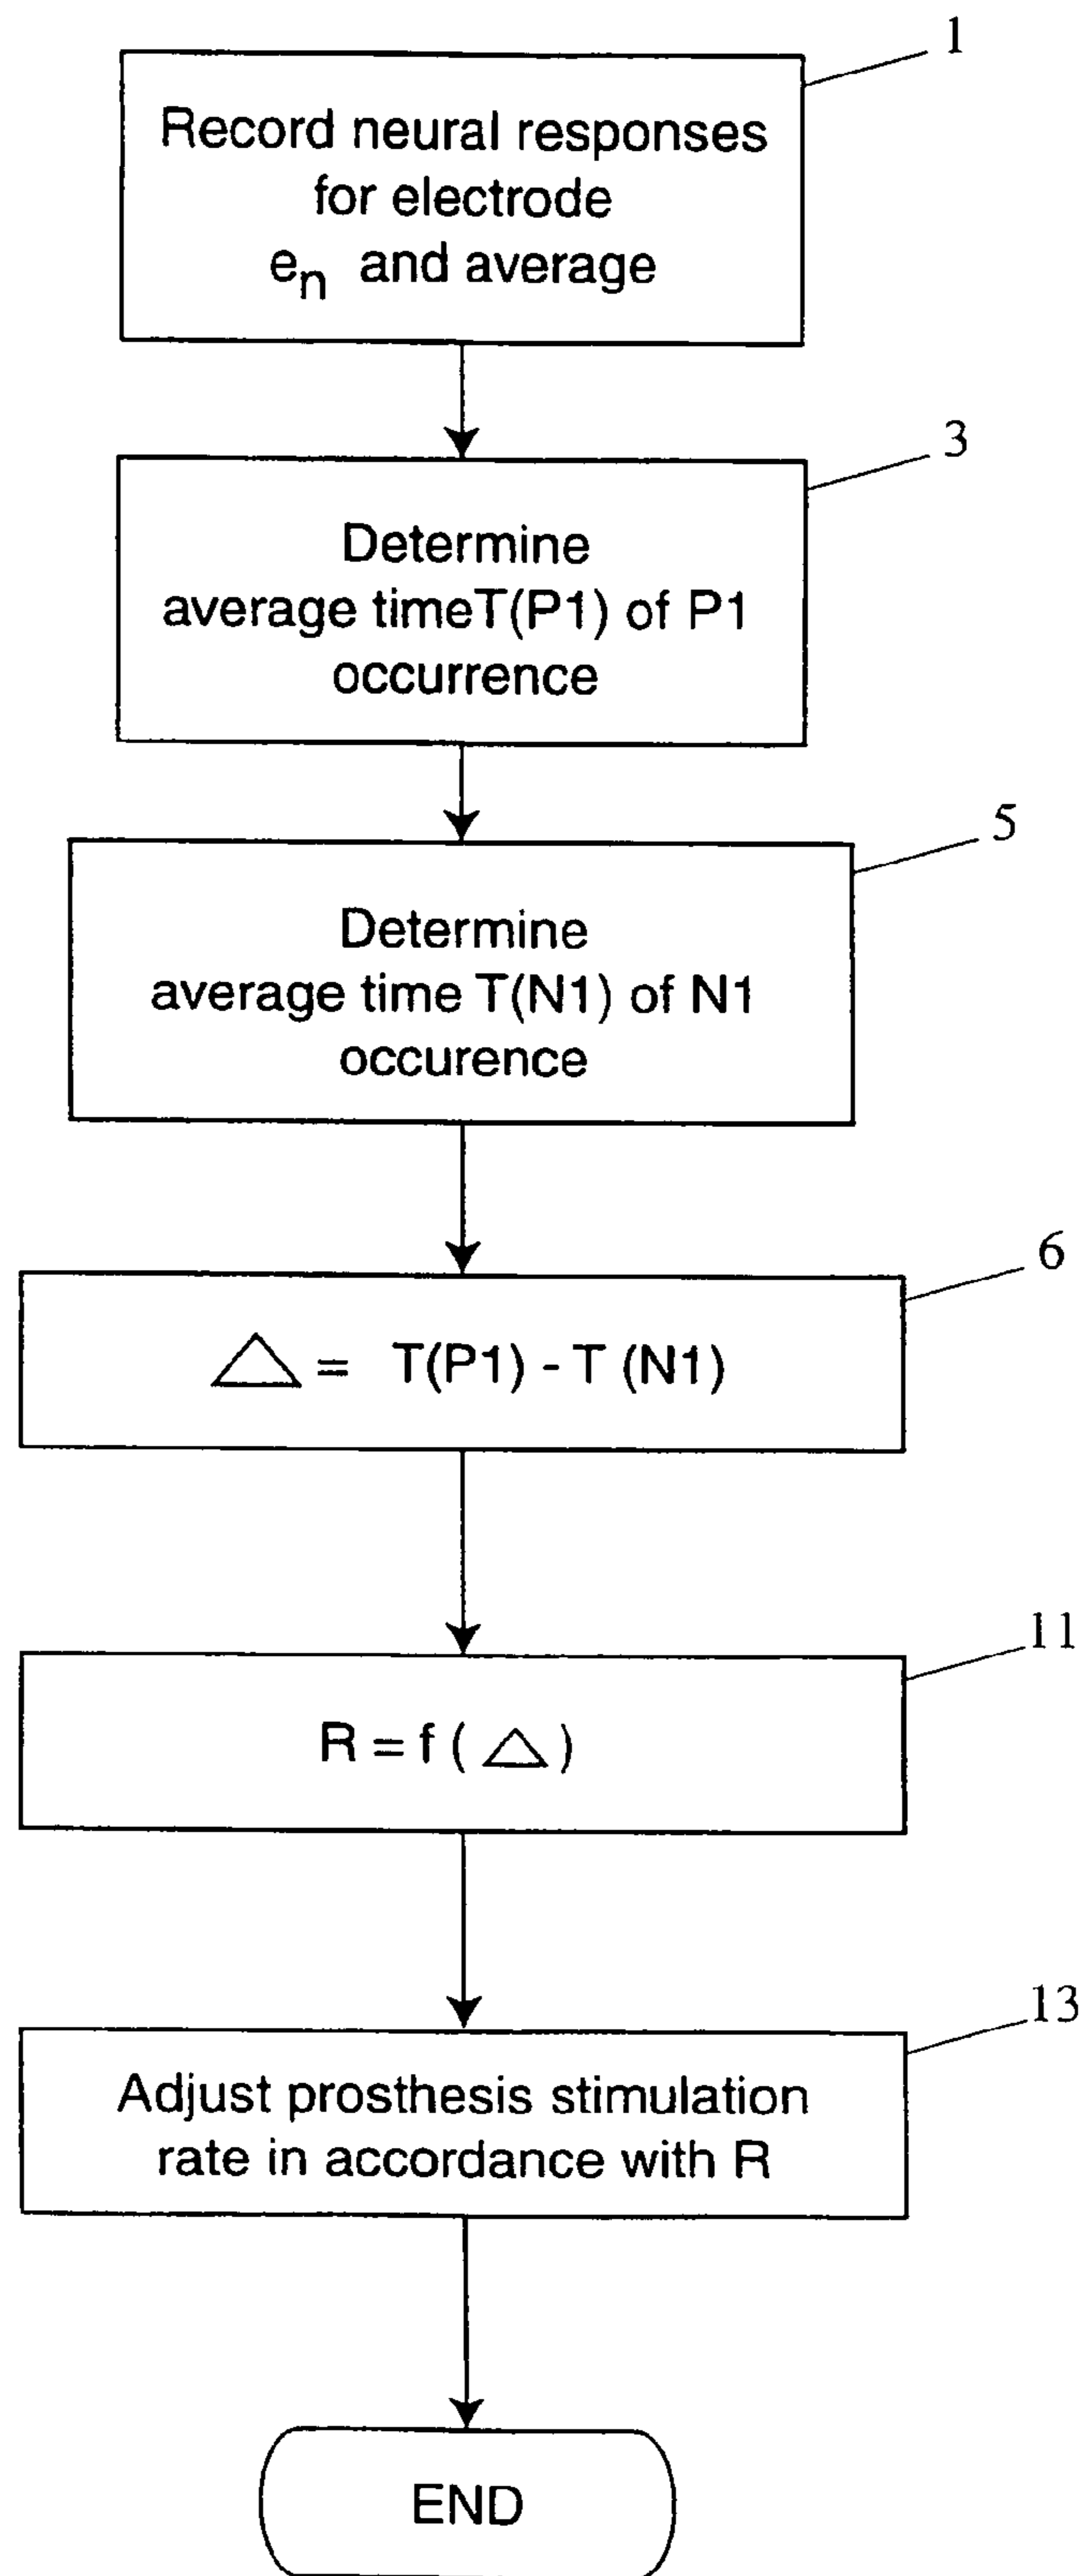 1
Record neural responses
for electrode
en and average
3
Determine
average timeT(P1) of P1
occurrence
5
Determine
average time T(N1) of N1
occurence
6
△ = T(P1) - T (N1)
11
R = f ( △ )
13
Adjust prosthesis stimulation
rate in accordance with R
END